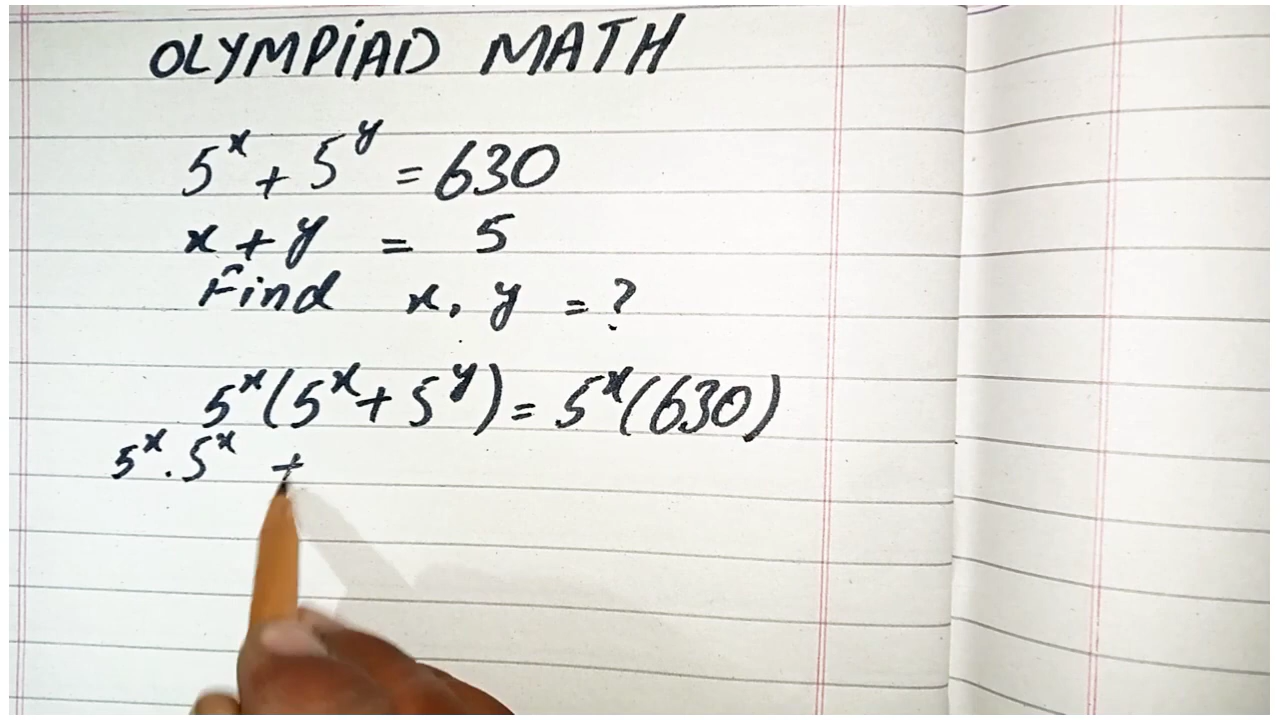 OLYMPiAD MATH
5^x + 5^y = 630
x + y = 5
Find x, y = ?
5^x(5^x + 5^y) = 5^x(630)
5^x . 5^x +